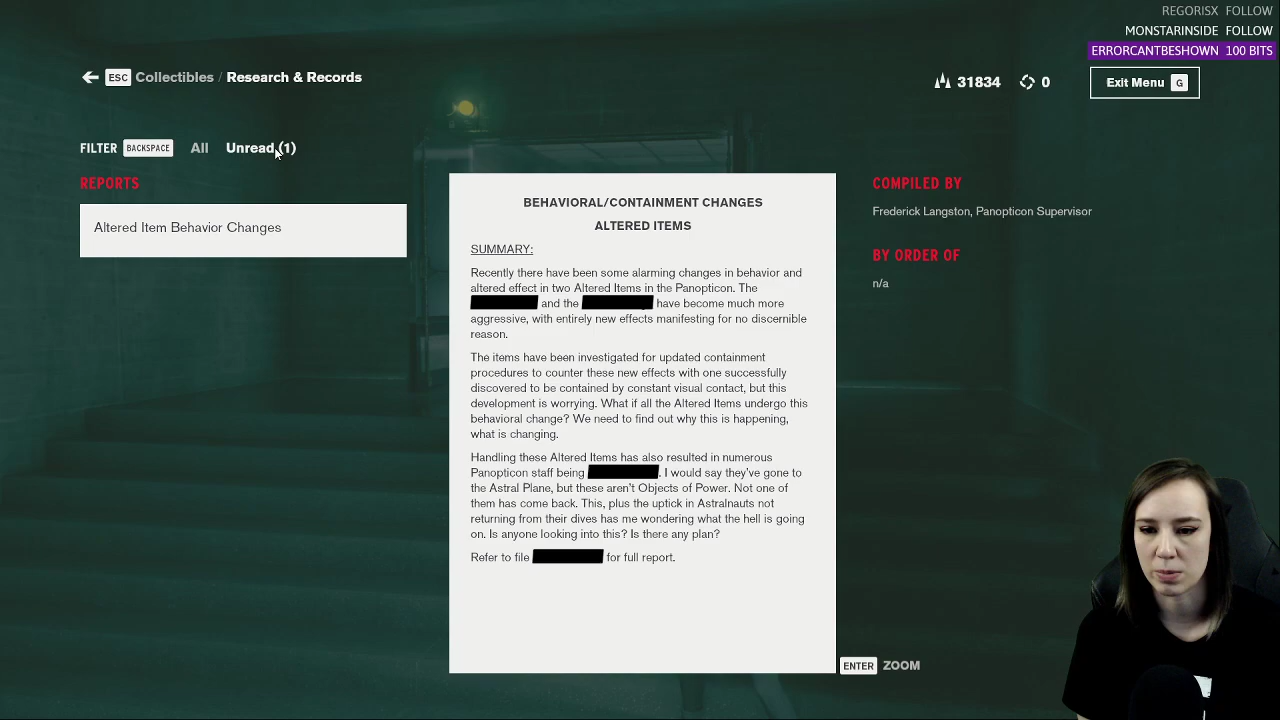 REGORISX FOLLOW
MONSTARINSIDE FOLLOW
ERRORCANTBESHOWN 100 BITS
ESC Collectibles / Research & Records
31834 0 Exit Menu G
FILTER BACKSPACE All Unread (1)
REPORTS
Altered Item Behavior Changes
BEHAVIORAL/CONTAINMENT CHANGES
ALTERED ITEMS
SUMMARY:
Recently there have been some alarming changes in behavior and
altered effect in two Altered Items in the Panopticon. The
and the have become much more
aggressive, with entirely new effects manifesting for no discernible
reason.
The items have been investigated for updated containment
procedures to counter these new effects with one successfully
discovered to be contained by constant visual contact, but this
development is worrying. What if all the Altered Items undergo this
behavioral change? We need to find out why this is happening,
what is changing.
Handling these Altered Items has also resulted in numerous
Panopticon staff being . I would say they've gone to
the Astral Plane, but these aren't Objects of Power. Not one of
them has come back. This, plus the uptick in Astralnauts not
returning from their dives has me wondering what the hell is going
on. Is anyone looking into this? Is there any plan?
Refer to file for full report.
COMPILED BY
Frederick Langston, Panopticon Supervisor
BY ORDER OF
n/a
ENTER ZOOM